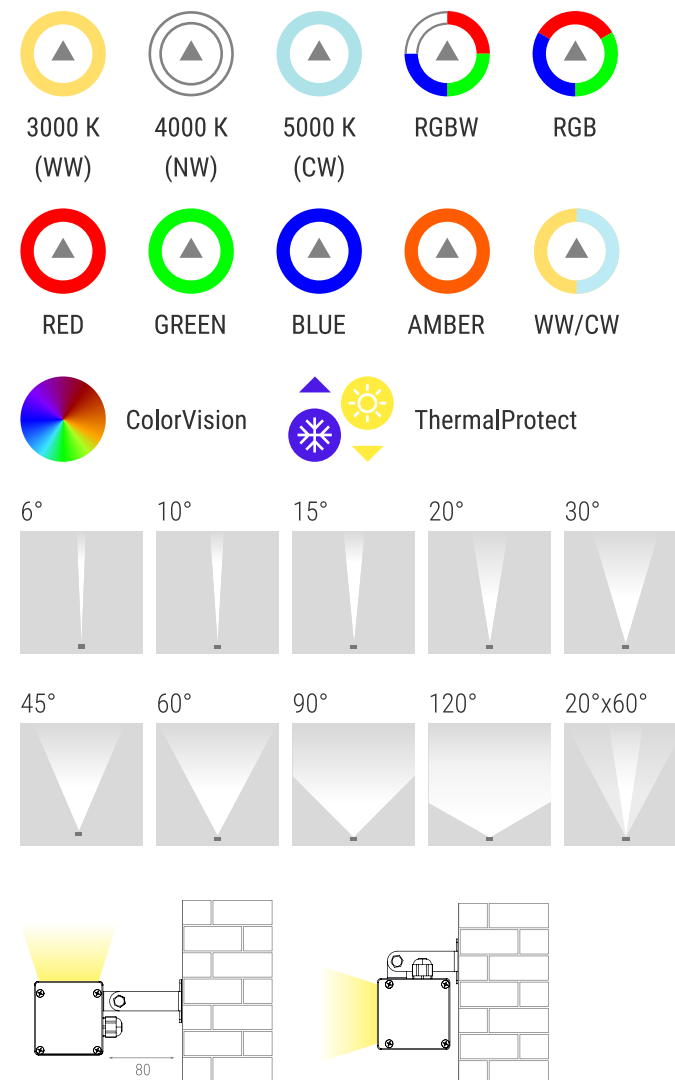 3000 K 4000 K 5000 K RGBW RGB
(WW) (NW) (CW)
RED GREEN BLUE AMBER WW/CW
ColorVision ThermalProtect
6° 10° 15° 20° 30°
45° 60° 90° 120° 20°x60°
80